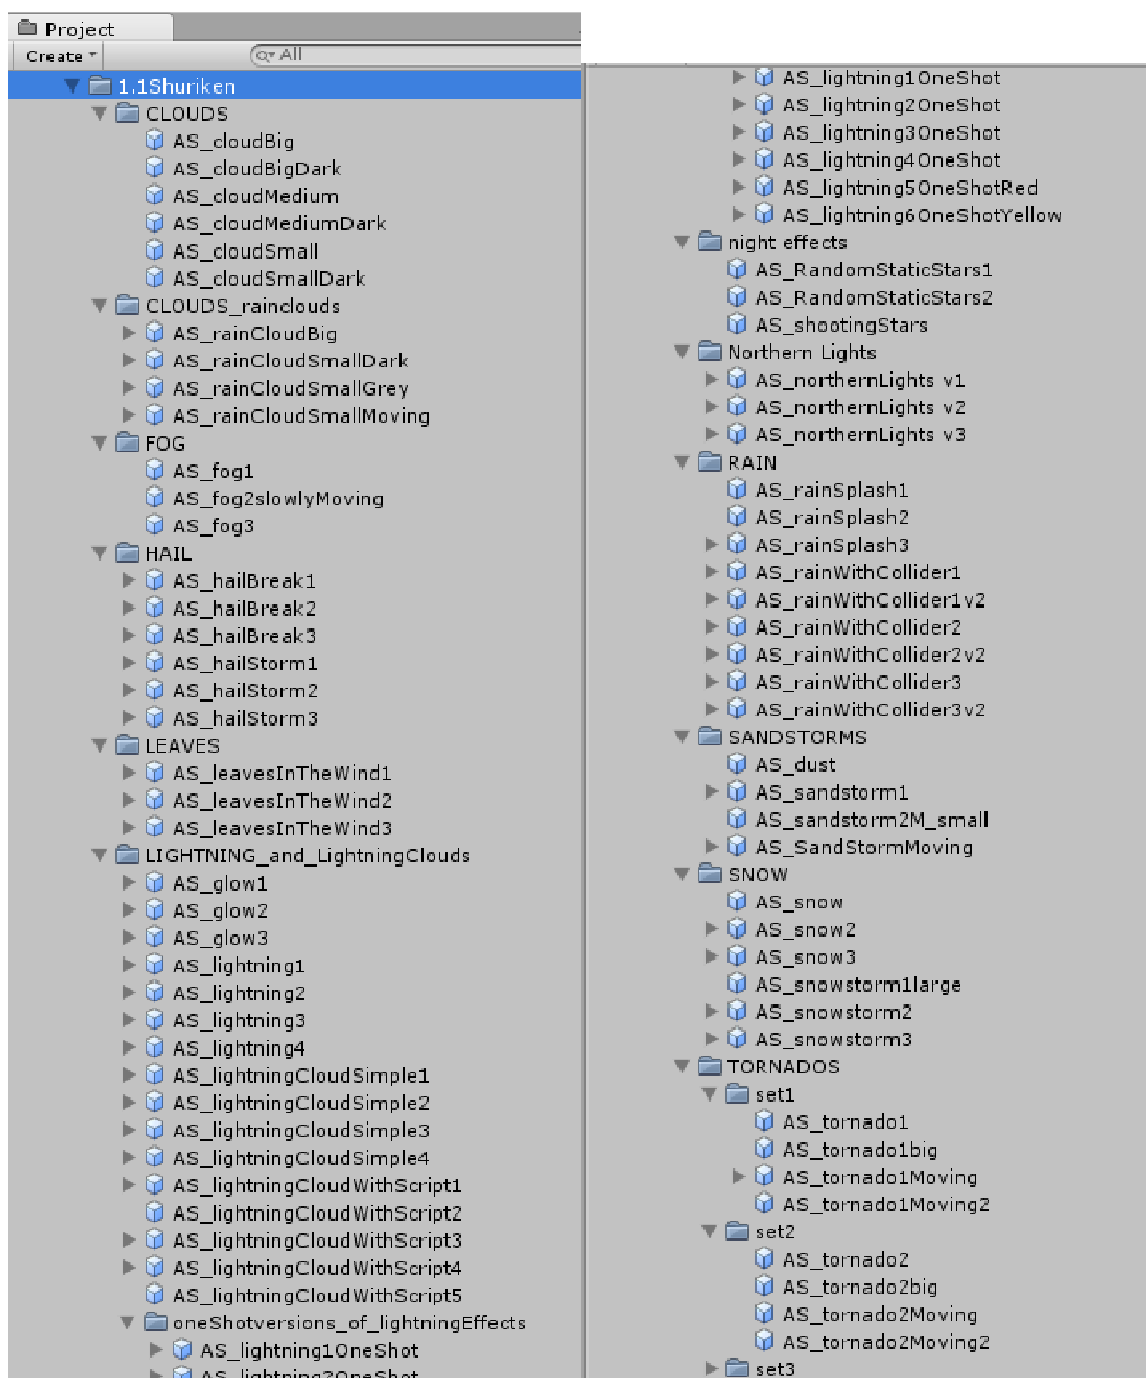 Project
Create
All
1.1Shuriken
CLOUDS
AS_cloudBig
AS_cloudBigDark
AS_cloudMedium
AS_cloudMediumDark
AS_cloudSmall
AS_cloudSmallDark
CLOUDS_rainclouds
AS_rainCloudBig
AS_rainCloudSmallDark
AS_rainCloudSmallGrey
AS_rainCloudSmallMoving
FOG
AS_fog1
AS_fog2slowlyMoving
AS_fog3
HAIL
AS_hailBreak1
AS_hailBreak2
AS_hailBreak3
AS_hailStorm1
AS_hailStorm2
AS_hailStorm3
LEAVES
AS_leavesInTheWind1
AS_leavesInTheWind2
AS_leavesInTheWind3
LIGHTNING_and_LightningClouds
AS_glow1
AS_glow2
AS_glow3
AS_lightning1
AS_lightning2
AS_lightning3
AS_lightning4
AS_lightningCloudSimple1
AS_lightningCloudSimple2
AS_lightningCloudSimple3
AS_lightningCloudSimple4
AS_lightningCloudWithScript1
AS_lightningCloudWithScript2
AS_lightningCloudWithScript3
AS_lightningCloudWithScript4
AS_lightningCloudWithScript5
oneShotversions_of_lightningEffects
AS_lightning1OneShot
AS_lightning2OneShot
AS_lightning1OneShot
AS_lightning2OneShot
AS_lightning3OneShot
AS_lightning4OneShot
AS_lightning5OneShotRed
AS_lightning6OneShotYellow
night effects
AS_RandomStaticStars1
AS_RandomStaticStars2
AS_shootingStars
Northern Lights
AS_northernLights v1
AS_northernLights v2
AS_northernLights v3
RAIN
AS_rainSplash1
AS_rainSplash2
AS_rainSplash3
AS_rainWithCollider1
AS_rainWithCollider1v2
AS_rainWithCollider2
AS_rainWithCollider2v2
AS_rainWithCollider3
AS_rainWithCollider3v2
SANDSTORMS
AS_dust
AS_sandstorm1
AS_sandstorm2M_small
AS_SandStormMoving
SNOW
AS_snow
AS_snow2
AS_snow3
AS_snowstorm1large
AS_snowstorm2
AS_snowstorm3
TORNADOS
set1
AS_tornado1
AS_tornado1big
AS_tornado1Moving
AS_tornado1Moving2
set2
AS_tornado2
AS_tornado2big
AS_tornado2Moving
AS_tornado2Moving2
set3